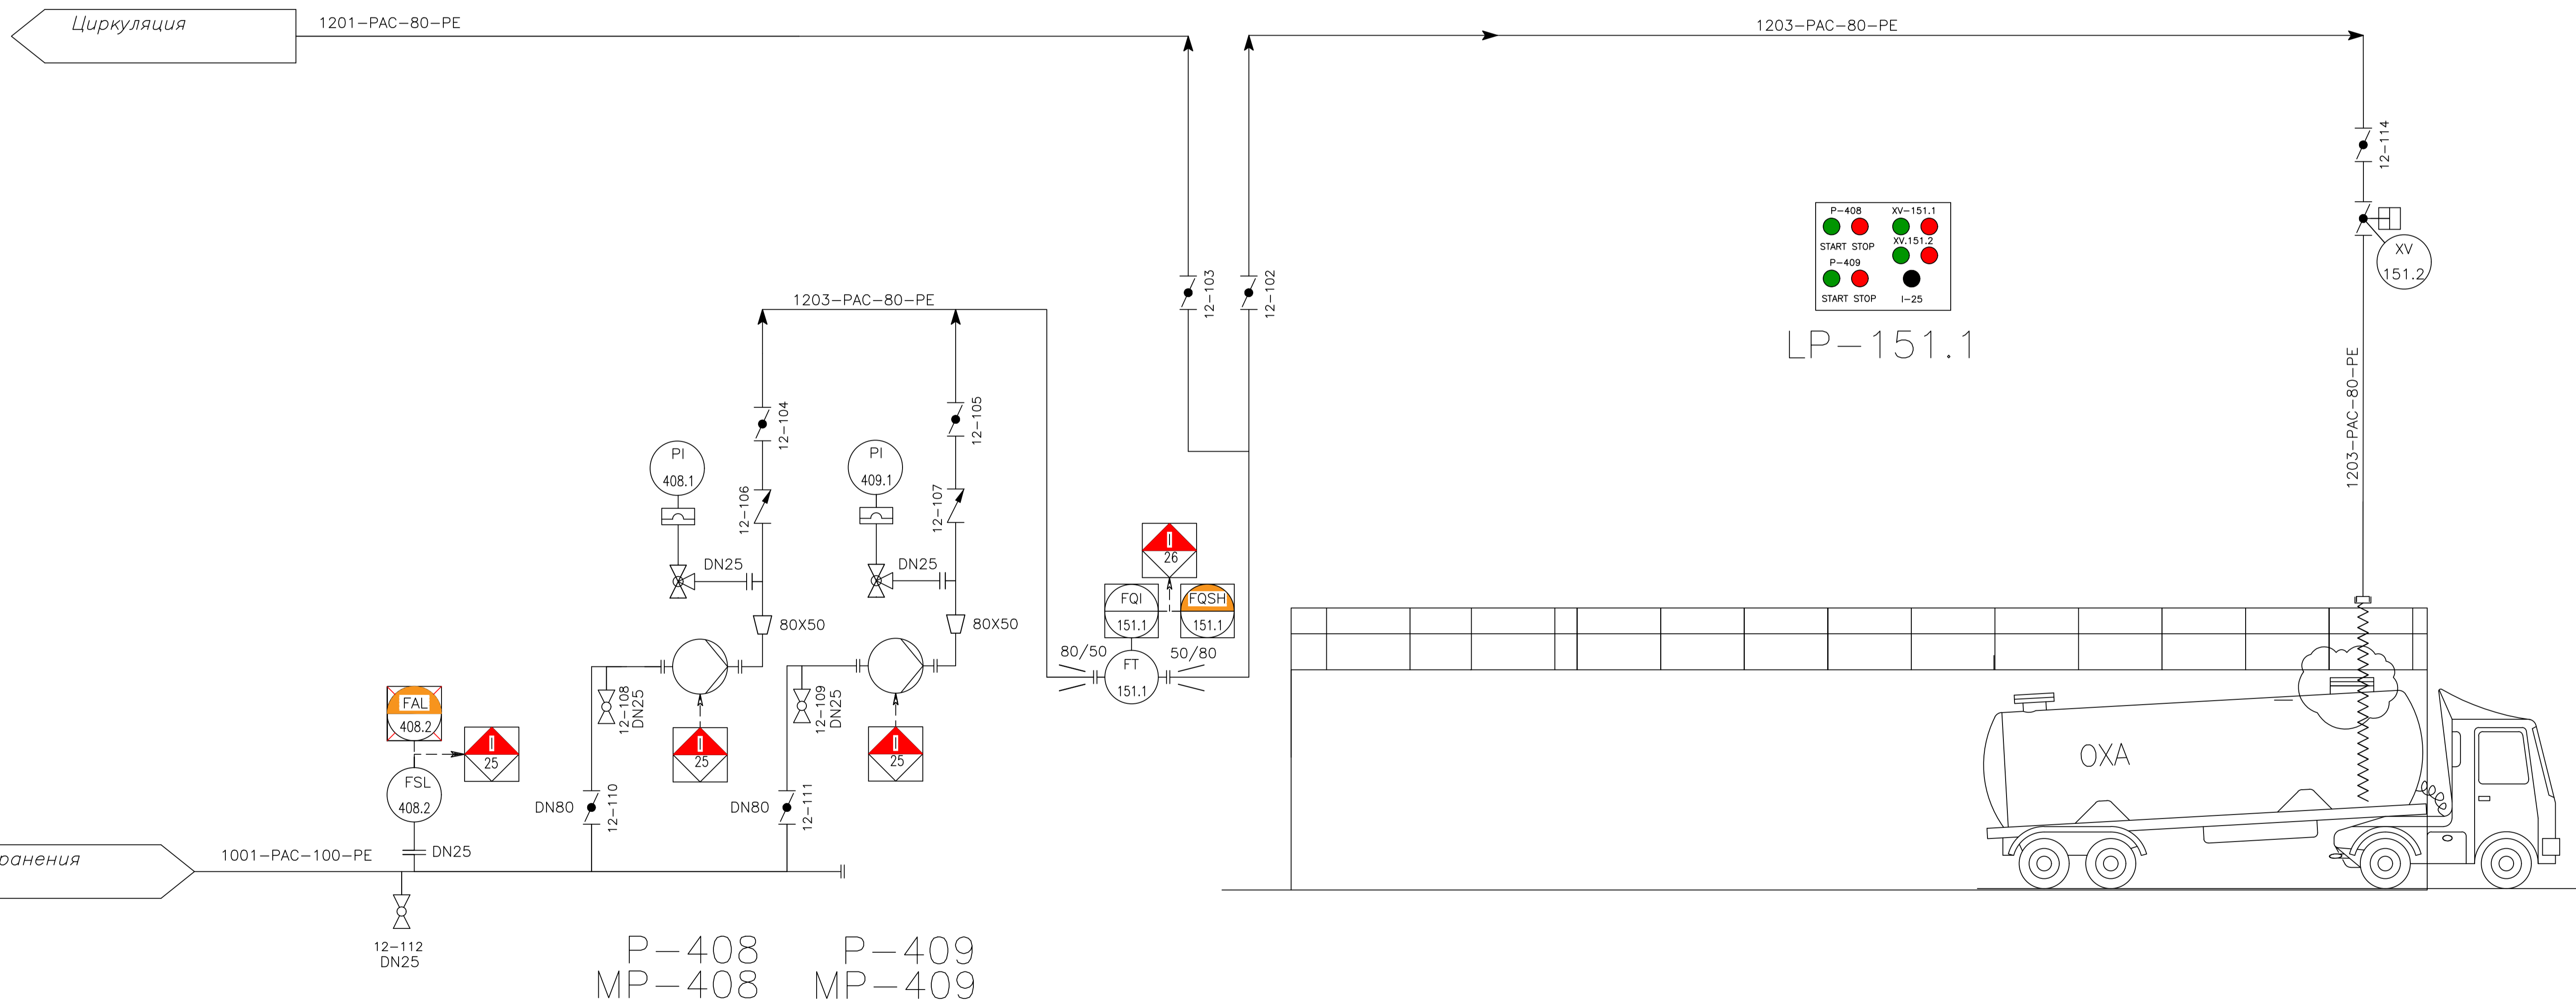 Циркуляция
1201-PAC-80-PE
1203-PAC-80-PE
12-114
P-408
XV-151.1
START STOP
XV.151.2
P-409
START STOP
I-25
LP-151.1
XV
151.2
12-103
12-102
1203-PAC-80-PE
1203-PAC-80-PE
12-104
12-105
PI
408.1
PI
409.1
12-106
12-107
DN25
DN25
I
26
FQI
151.1
FQSH
151.1
80X50
80X50
80/50
FT
151.1
50/80
12-108
DN25
12-109
DN25
FAL
408.2
I
25
I
25
I
25
FSL
408.2
DN80
12-110
DN80
12-111
OXA
ранения
1001-PAC-100-PE
DN25
12-112
DN25
P-408
MP-408
P-409
MP-409